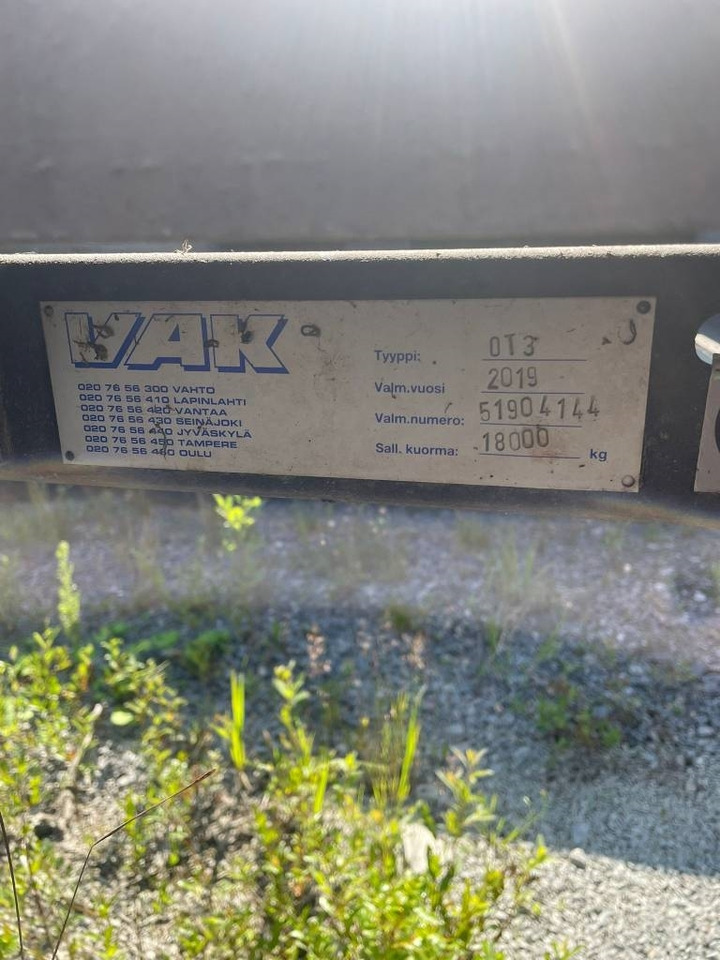 VAK
020 76 56 300 VAHTO
020 76 56 410 LAPINLAHTI
020 76 56 420 VANTAA
020 76 56 430 SEINÄJOKI
020 76 56 440 JYVÄSKYLÄ
020 76 56 450 TAMPERE
020 76 56 460 OULU
Tyyppi: OT3
Valm.vuosi 2019
Valm.numero: 51904144
Sall. kuorma: 18000 kg